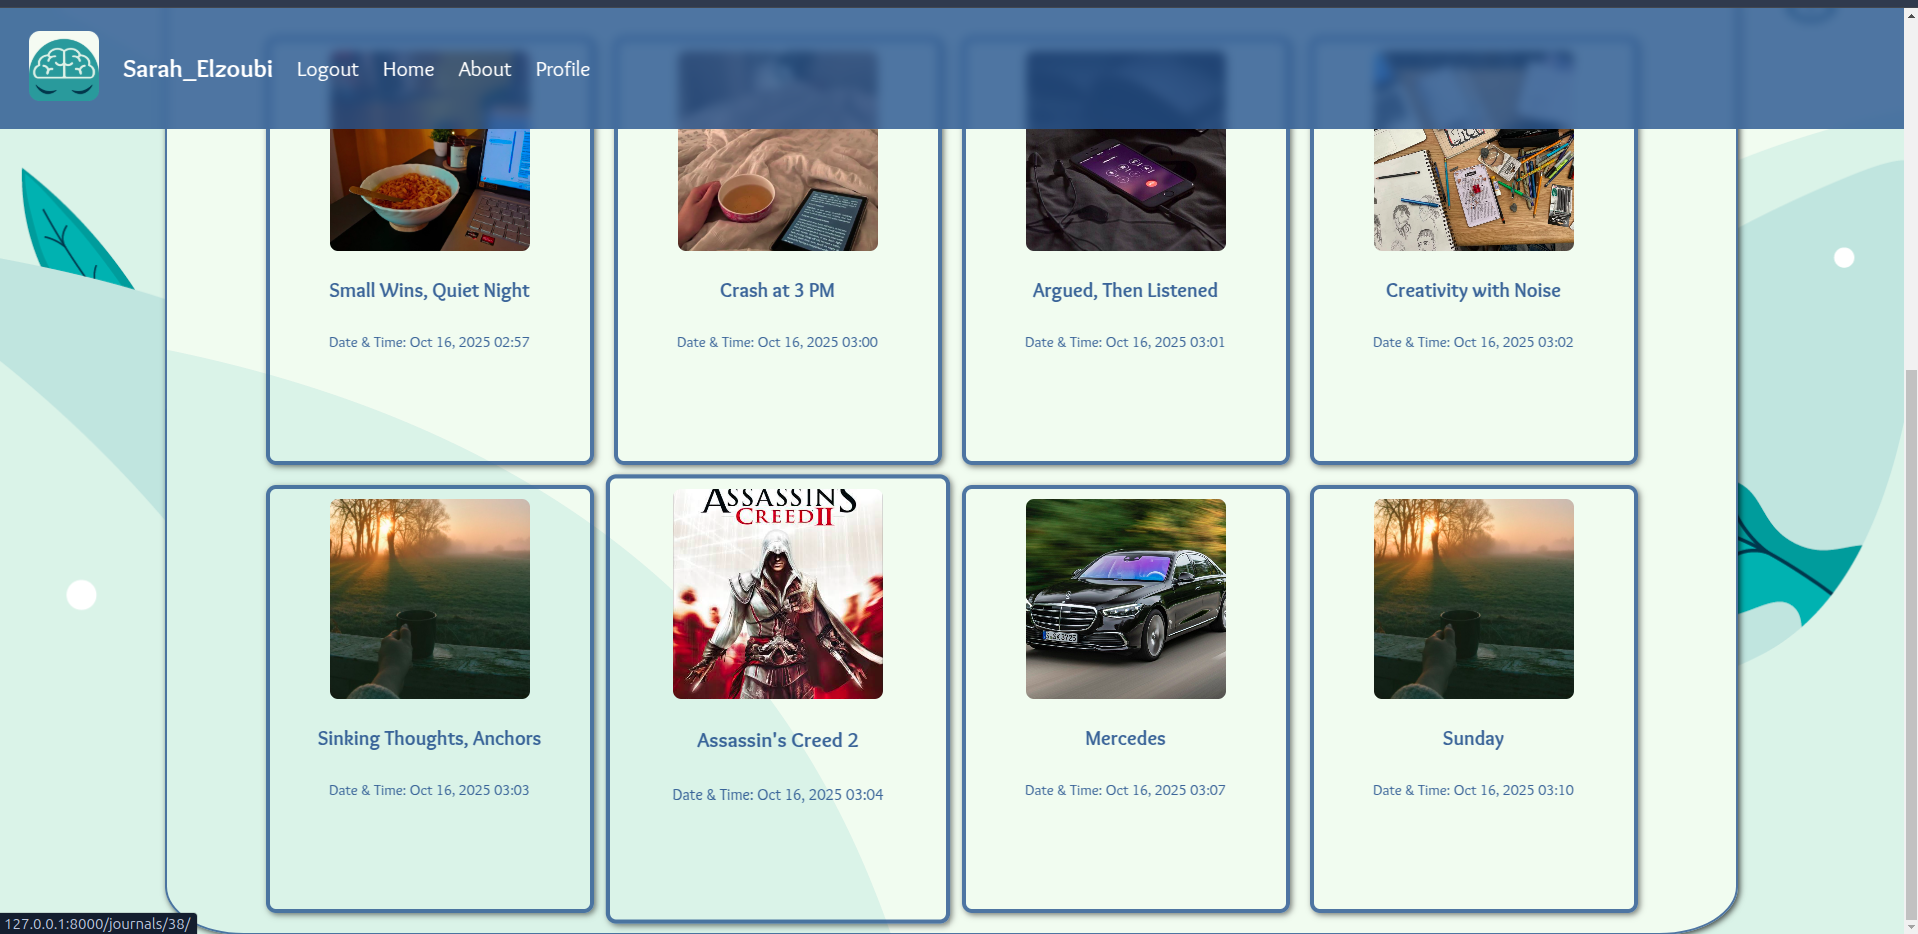 Sarah_Elzoubi Logout Home About Profile
Small Wins, Quiet Night
Date & Time: Oct 16, 2025 02:57
Crash at 3 PM
Date & Time: Oct 16, 2025 03:00
Argued, Then Listened
Date & Time: Oct 16, 2025 03:01
Creativity with Noise
Date & Time: Oct 16, 2025 03:02
Sinking Thoughts, Anchors
Date & Time: Oct 16, 2025 03:03
ASSASSIN'S
CREED II
Assassin's Creed 2
Date & Time: Oct 16, 2025 03:04
Mercedes
Date & Time: Oct 16, 2025 03:07
Sunday
Date & Time: Oct 16, 2025 03:10
127.0.0.1:8000/journals/38/